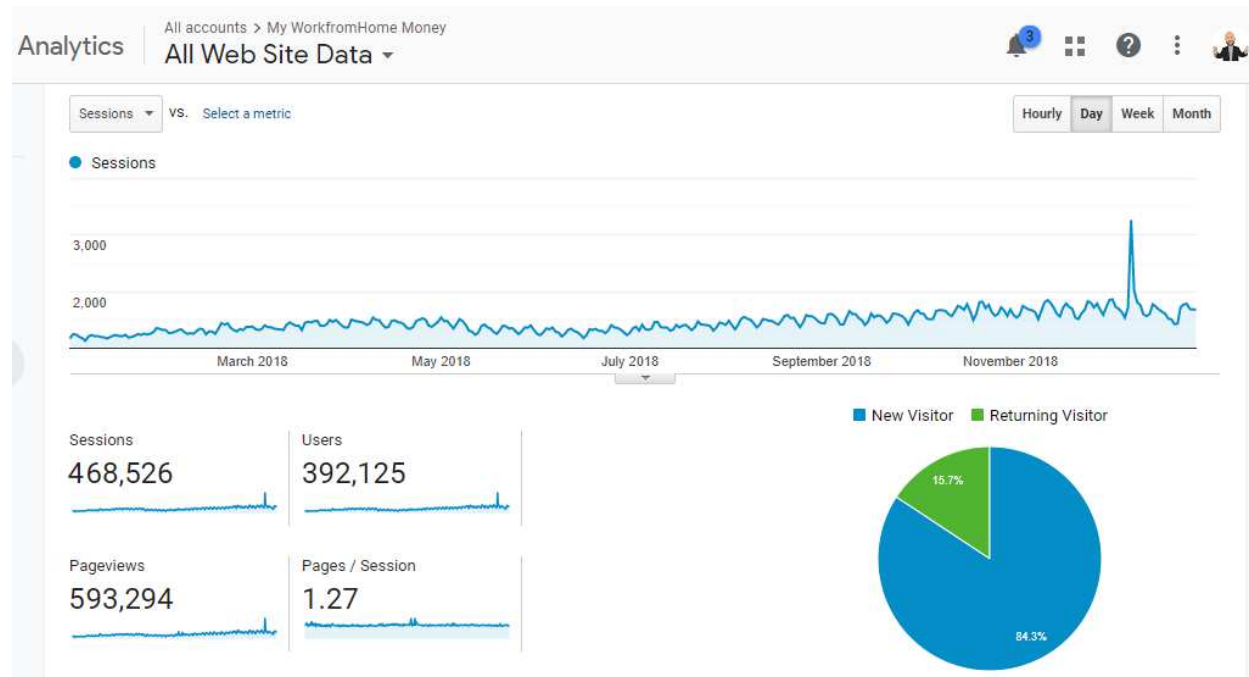 Analytics
All accounts > My WorkfromHome Money
All Web Site Data
3
Sessions VS. Select a metric
Hourly Day Week Month
Sessions
3,000
2,000
March 2018 May 2018 July 2018 September 2018 November 2018
New Visitor Returning Visitor
Sessions
468,526
Users
392,125
Pageviews
593,294
Pages / Session
1.27
15.7%
84.3%